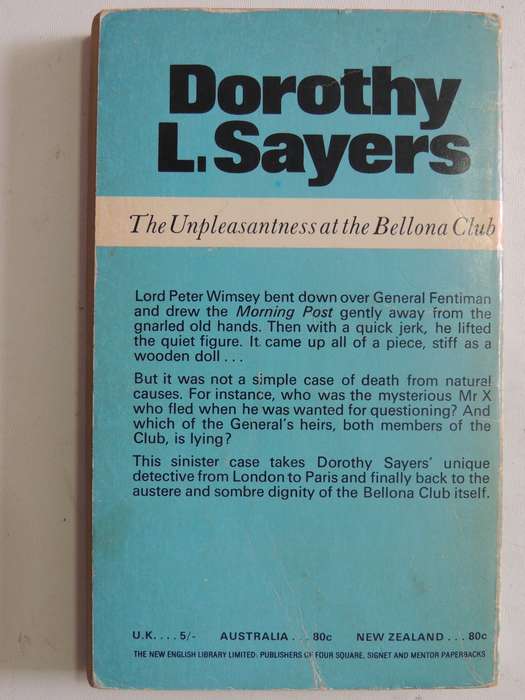 Dorothy
L. Sayers
The Unpleasantness at the Bellona Club
Lord Peter Wimsey bent down over General Fentiman
and drew the Morning Post gently away from the
gnarled old hands. Then with a quick jerk, he lifted
the quiet figure. It came up all of a piece, stiff as a
wooden doll . . .
But it was not a simple case of death from natural
causes. For instance, who was the mysterious Mr X
who fled when he was wanted for questioning? And
which of the General's heirs, both members of the
Club, is lying?
This sinister case takes Dorothy Sayers' unique
detective from London to Paris and finally back to the
austere and sombre dignity of the Bellona Club itself.
U.K. . . . 5/- AUSTRALIA . . . 80c NEW ZEALAND . . . 80c
THE NEW ENGLISH LIBRARY LIMITED: PUBLISHERS OF FOUR SQUARE, SIGNET AND MENTOR PAPERBACKS